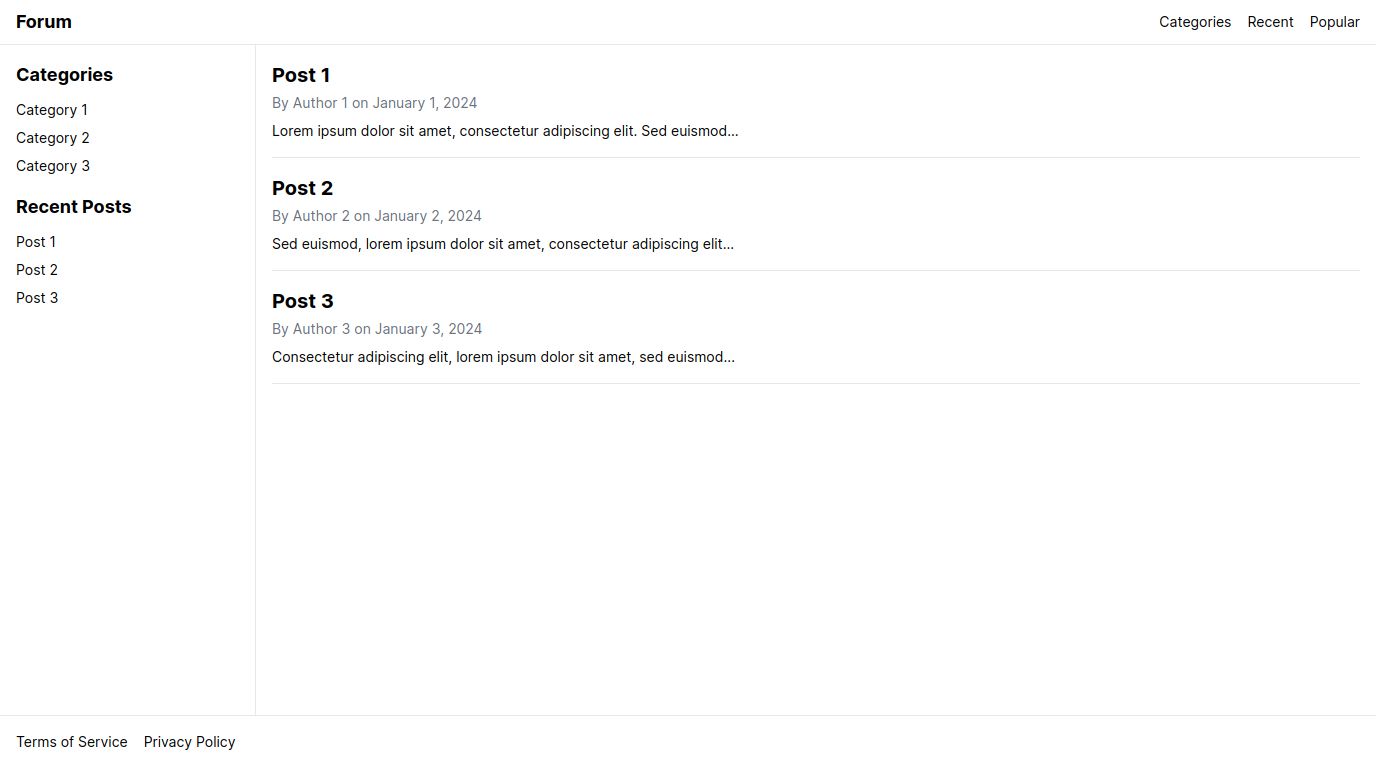 Forum
Categories Recent Popular
Categories
Category 1
Category 2
Category 3
Recent Posts
Post 1
Post 2
Post 3
Post 1
By Author 1 on January 1, 2024
Lorem ipsum dolor sit amet, consectetur adipiscing elit. Sed euismod...
Post 2
By Author 2 on January 2, 2024
Sed euismod, lorem ipsum dolor sit amet, consectetur adipiscing elit...
Post 3
By Author 3 on January 3, 2024
Consectetur adipiscing elit, lorem ipsum dolor sit amet, sed euismod...
Terms of Service Privacy Policy